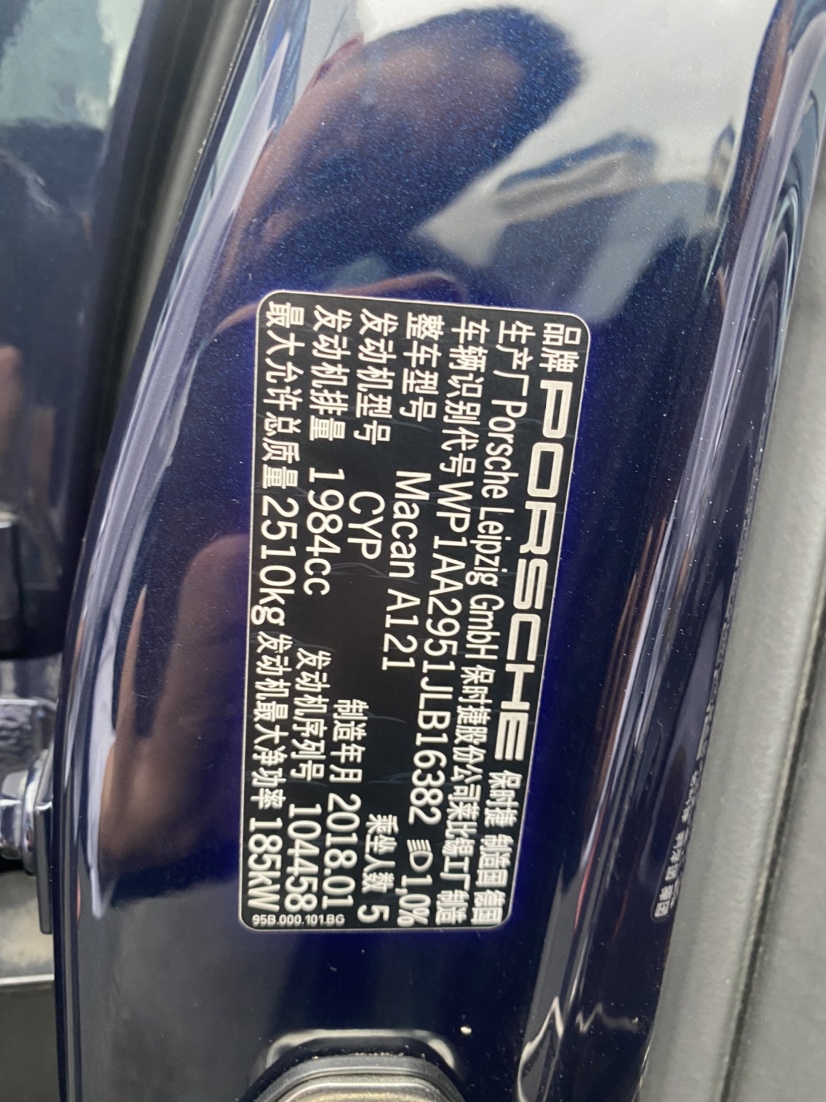 品牌 PORSCHE 保时捷 制造国 德国
生产厂 Porsche Leipzig GmbH 保时捷股份公司莱比锡工厂 制造
车辆识别代号 WP1AA2951JLB16382 1,0%
整车型号 Macan A121 乘坐人数 5
发动机型号 CYP 制造年月 2018.01
发动机排量 1984cc 发动机序列号 104458
最大允许总质量 2510kg 发动机最大净功率 185kW
95B.000.101.BG